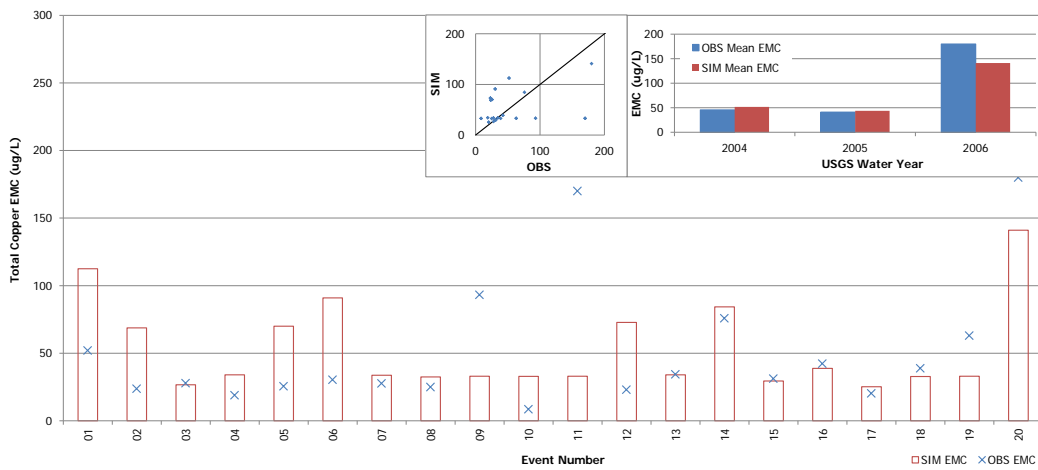 300
250
200
150
100
50
0
Total Copper EMC (ug/L)
200
100
0
SIM
0 100 200
OBS
200
150
100
50
0
EMC (ug/L)
OBS Mean EMC
SIM Mean EMC
2004 2005 2006
USGS Water Year
01 02 03 04 05 06 07 08 09 10 11 12 13 14 15 16 17 18 19 20
Event Number
SIM EMC OBS EMC